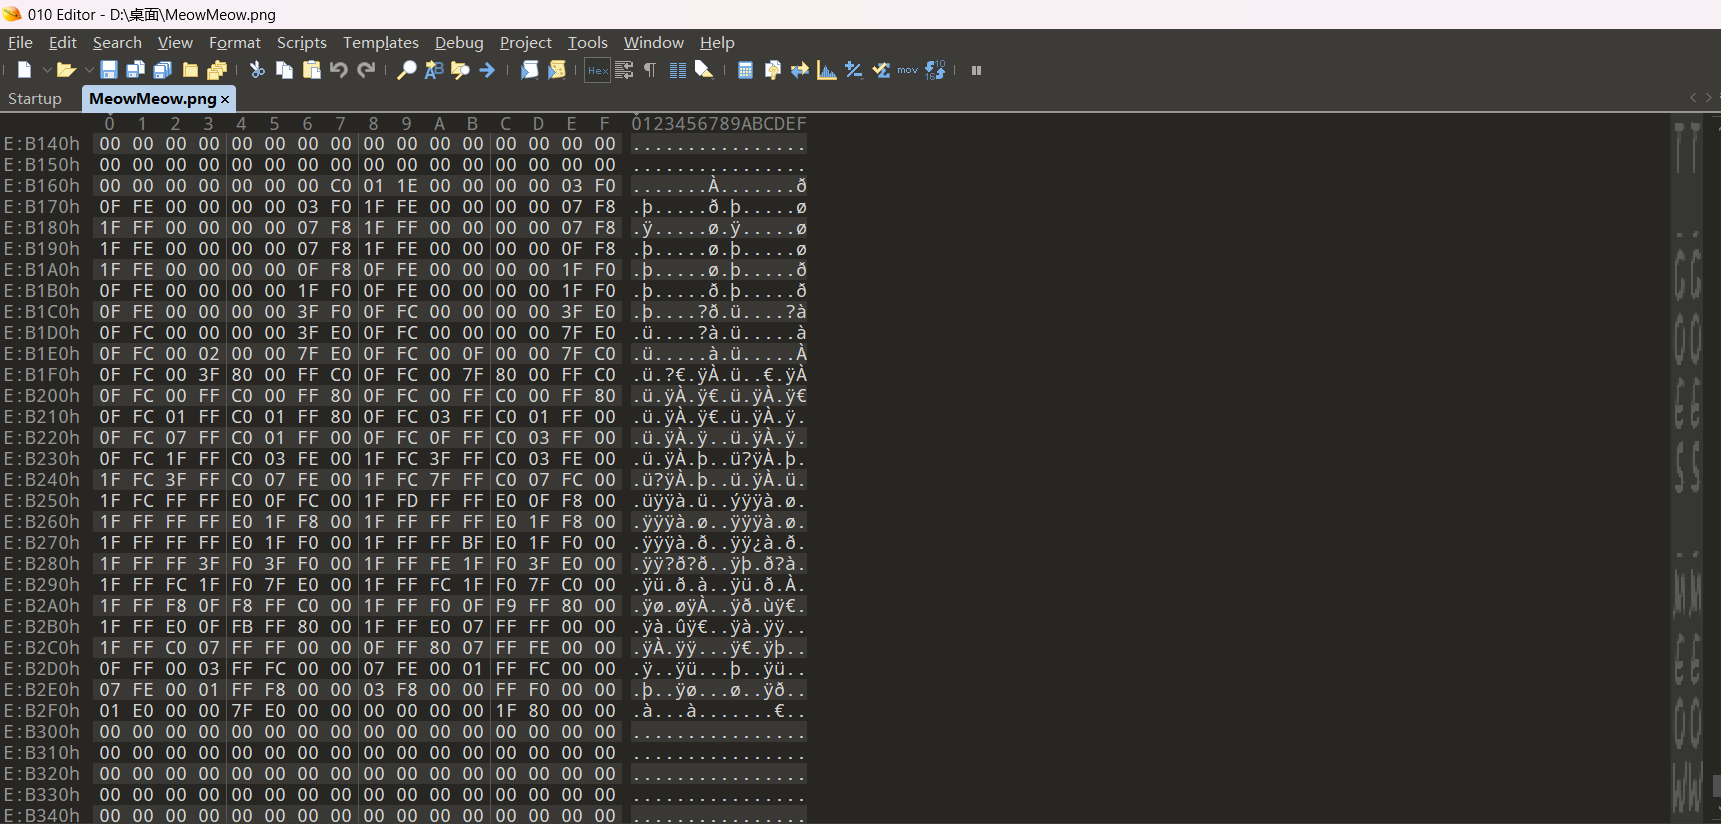 010 Editor - D:\桌面\MeowMeow.png
File Edit Search View Format Scripts Templates Debug Project Tools Window Help
Startup MeowMeow.png ×
0 1 2 3 4 5 6 7 8 9 A B C D E F 0123456789ABCDEF
E:B140h 00 00 00 00 00 00 00 00 00 00 00 00 00 00 00 00 ................
E:B150h 00 00 00 00 00 00 00 00 00 00 00 00 00 00 00 00 ................
E:B160h 00 00 00 00 00 00 00 C0 01 1E 00 00 00 00 03 F0 .......À.......ð
E:B170h 0F FE 00 00 00 00 03 F0 1F FE 00 00 00 00 07 F8 .þ.....ð.þ.....ø
E:B180h 1F FF 00 00 00 00 07 F8 1F FF 00 00 00 00 07 F8 .ÿ.....ø.ÿ.....ø
E:B190h 1F FE 00 00 00 00 07 F8 1F FE 00 00 00 00 0F F8 .þ.....ø.þ.....ø
E:B1A0h 1F FE 00 00 00 00 0F F8 0F FE 00 00 00 00 1F F0 .þ.....ø.þ.....ð
E:B1B0h 0F FE 00 00 00 00 1F F0 0F FE 00 00 00 00 1F F0 .þ.....ð.þ.....ð
E:B1C0h 0F FE 00 00 00 00 3F F0 0F FC 00 00 00 00 3F E0 .þ....?ð.ü....?à
E:B1D0h 0F FC 00 00 00 00 3F E0 0F FC 00 00 00 00 7F E0 .ü....?à.ü.....à
E:B1E0h 0F FC 00 02 00 00 7F E0 0F FC 00 0F 00 00 7F C0 .ü.....à.ü.....À
E:B1F0h 0F FC 00 3F 80 00 FF C0 0F FC 00 7F 80 00 FF C0 .ü.?€.ÿÀ.ü..€.ÿÀ
E:B200h 0F FC 00 FF C0 00 FF 80 0F FC 00 FF C0 00 FF 80 .ü.ÿÀ.ÿ€.ü.ÿÀ.ÿ€
E:B210h 0F FC 01 FF C0 01 FF 80 0F FC 03 FF C0 01 FF 00 .ü.ÿÀ.ÿ€.ü.ÿÀ.ÿ.
E:B220h 0F FC 07 FF C0 01 FF 00 0F FC 0F FF C0 03 FF 00 .ü.ÿÀ.ÿ..ü.ÿÀ.ÿ.
E:B230h 0F FC 1F FF C0 03 FE 00 1F FC 3F FF C0 03 FE 00 .ü.ÿÀ.þ..ü?ÿÀ.þ.
E:B240h 1F FC 3F FF C0 07 FE 00 1F FC 7F FF C0 07 FC 00 .ü?ÿÀ.þ..ü.ÿÀ.ü.
E:B250h 1F FC FF FF E0 0F FC 00 1F FD FF FF E0 0F F8 00 .üÿÿà.ü..ýÿÿà.ø.
E:B260h 1F FF FF FF E0 1F F8 00 1F FF FF FF E0 1F F8 00 .ÿÿÿà.ø..ÿÿÿà.ø.
E:B270h 1F FF FF FF E0 1F F0 00 1F FF FF BF E0 1F F0 00 .ÿÿÿà.ð..ÿÿ¿à.ð.
E:B280h 1F FF FF 3F F0 3F F0 00 1F FF FE 1F F0 3F E0 00 .ÿÿ?ð?ð..ÿþ.ð?à.
E:B290h 1F FF FC 1F F0 7F E0 00 1F FF FC 1F F0 7F C0 00 .ÿü.ð.à..ÿü.ð.À.
E:B2A0h 1F FF F8 0F F8 FF C0 00 1F FF F0 0F F9 FF 80 00 .ÿø.øÿÀ..ÿð.ùÿ€.
E:B2B0h 1F FF E0 0F FB FF 80 00 1F FF E0 07 FF FF 00 00 .ÿà.ûÿ€..ÿà.ÿÿ..
E:B2C0h 1F FF C0 07 FF FF 00 00 0F FF 80 07 FF FE 00 00 .ÿÀ.ÿÿ...ÿ€.ÿþ..
E:B2D0h 0F FF 00 03 FF FC 00 00 07 FE 00 01 FF FC 00 00 .ÿ..ÿü...þ..ÿü..
E:B2E0h 07 FE 00 01 FF F8 00 00 03 F8 00 00 FF F0 00 00 .þ..ÿø...ø..ÿð..
E:B2F0h 01 E0 00 00 7F E0 00 00 00 00 00 00 1F 80 00 00 .à...à.......€..
E:B300h 00 00 00 00 00 00 00 00 00 00 00 00 00 00 00 00 ................
E:B310h 00 00 00 00 00 00 00 00 00 00 00 00 00 00 00 00 ................
E:B320h 00 00 00 00 00 00 00 00 00 00 00 00 00 00 00 00 ................
E:B330h 00 00 00 00 00 00 00 00 00 00 00 00 00 00 00 00 ................
E:B340h 00 00 00 00 00 00 00 00 00 00 00 00 00 00 00 00 ................